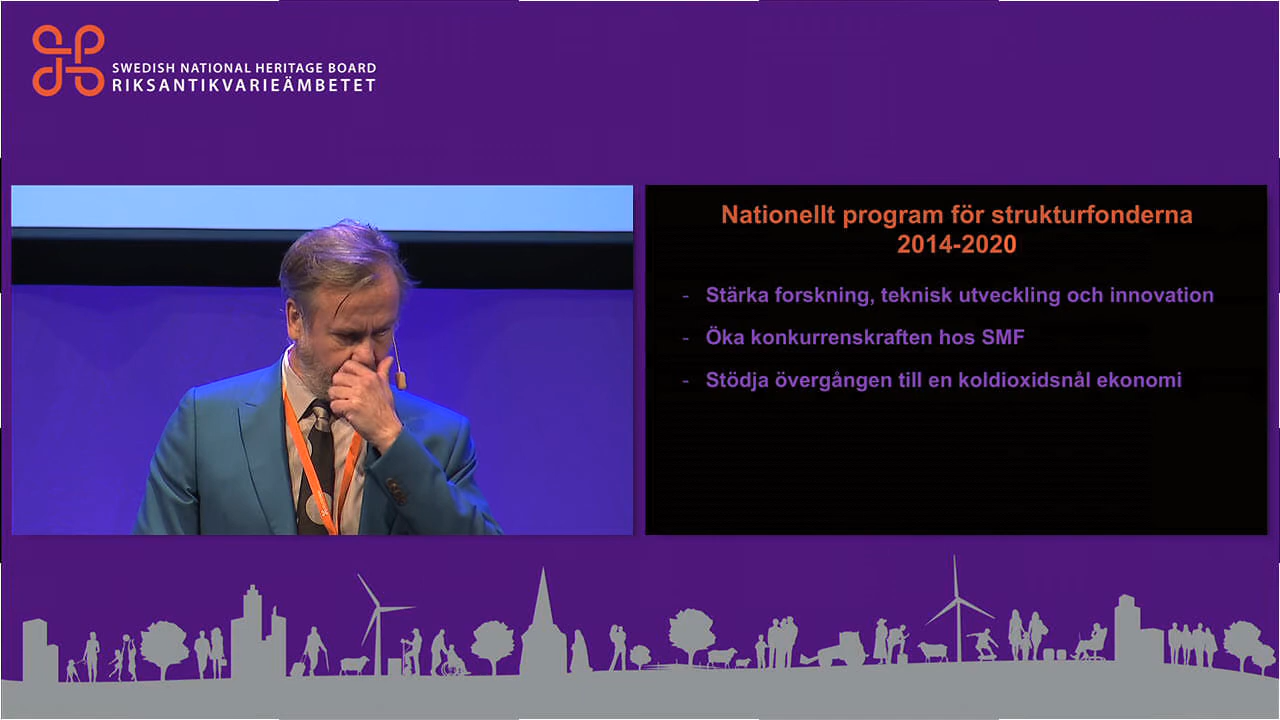 SWEDISH NATIONAL HERITAGE BOARD
RIKSANTIKVARIEÄMBETET
Nationellt program för strukturfonderna
2014-2020
- Stärka forskning, teknisk utveckling och innovation
- Öka konkurrenskraften hos SMF
- Stödja övergången till en koldioxidsnål ekonomi